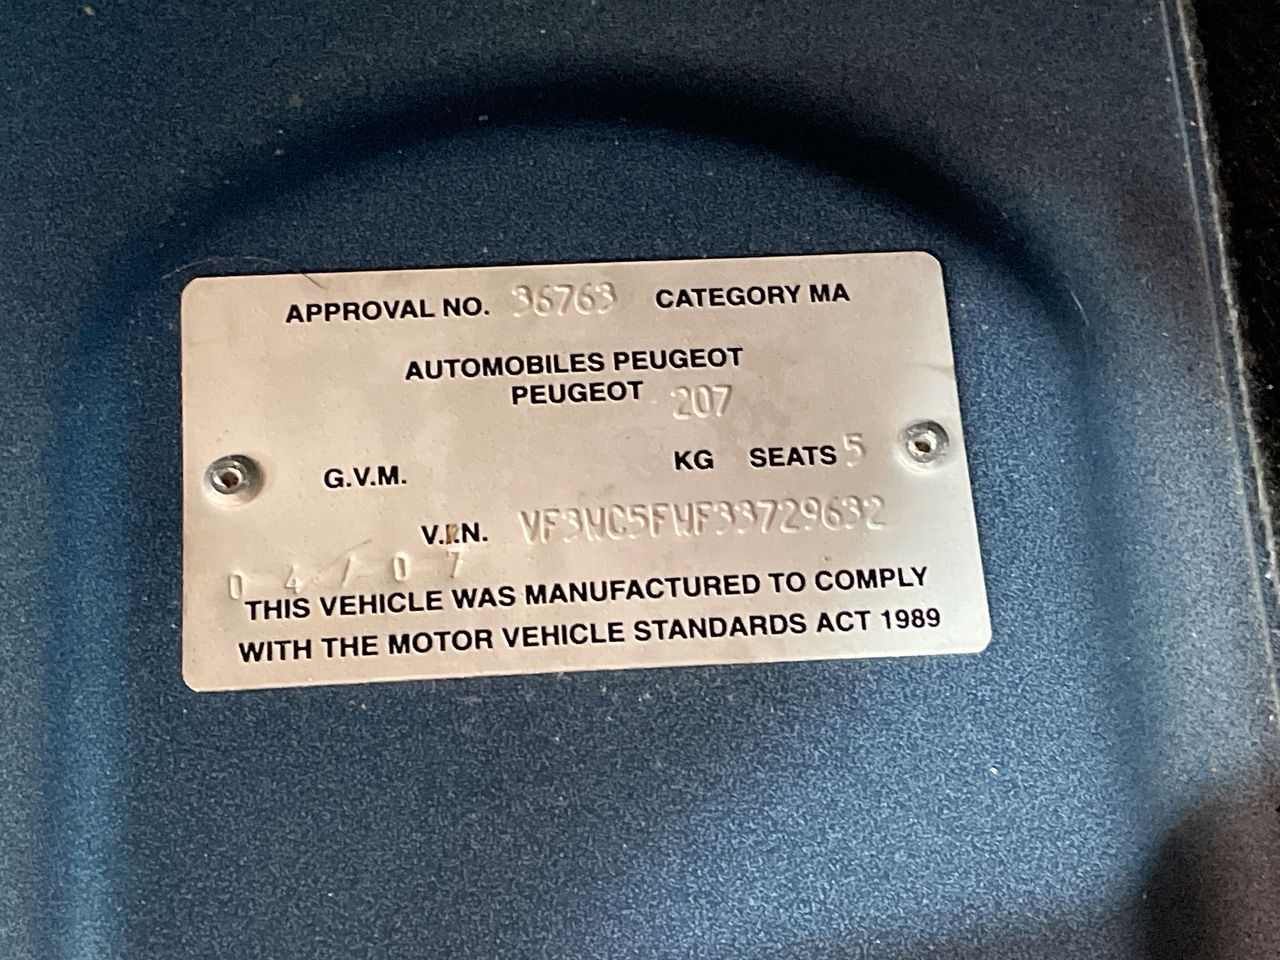 APPROVAL NO. 36763 CATEGORY MA
AUTOMOBILES PEUGEOT
PEUGEOT 207
G.V.M. KG SEATS 5
V.I.N. VF3WC5FWF33729632
04/07
THIS VEHICLE WAS MANUFACTURED TO COMPLY
WITH THE MOTOR VEHICLE STANDARDS ACT 1989